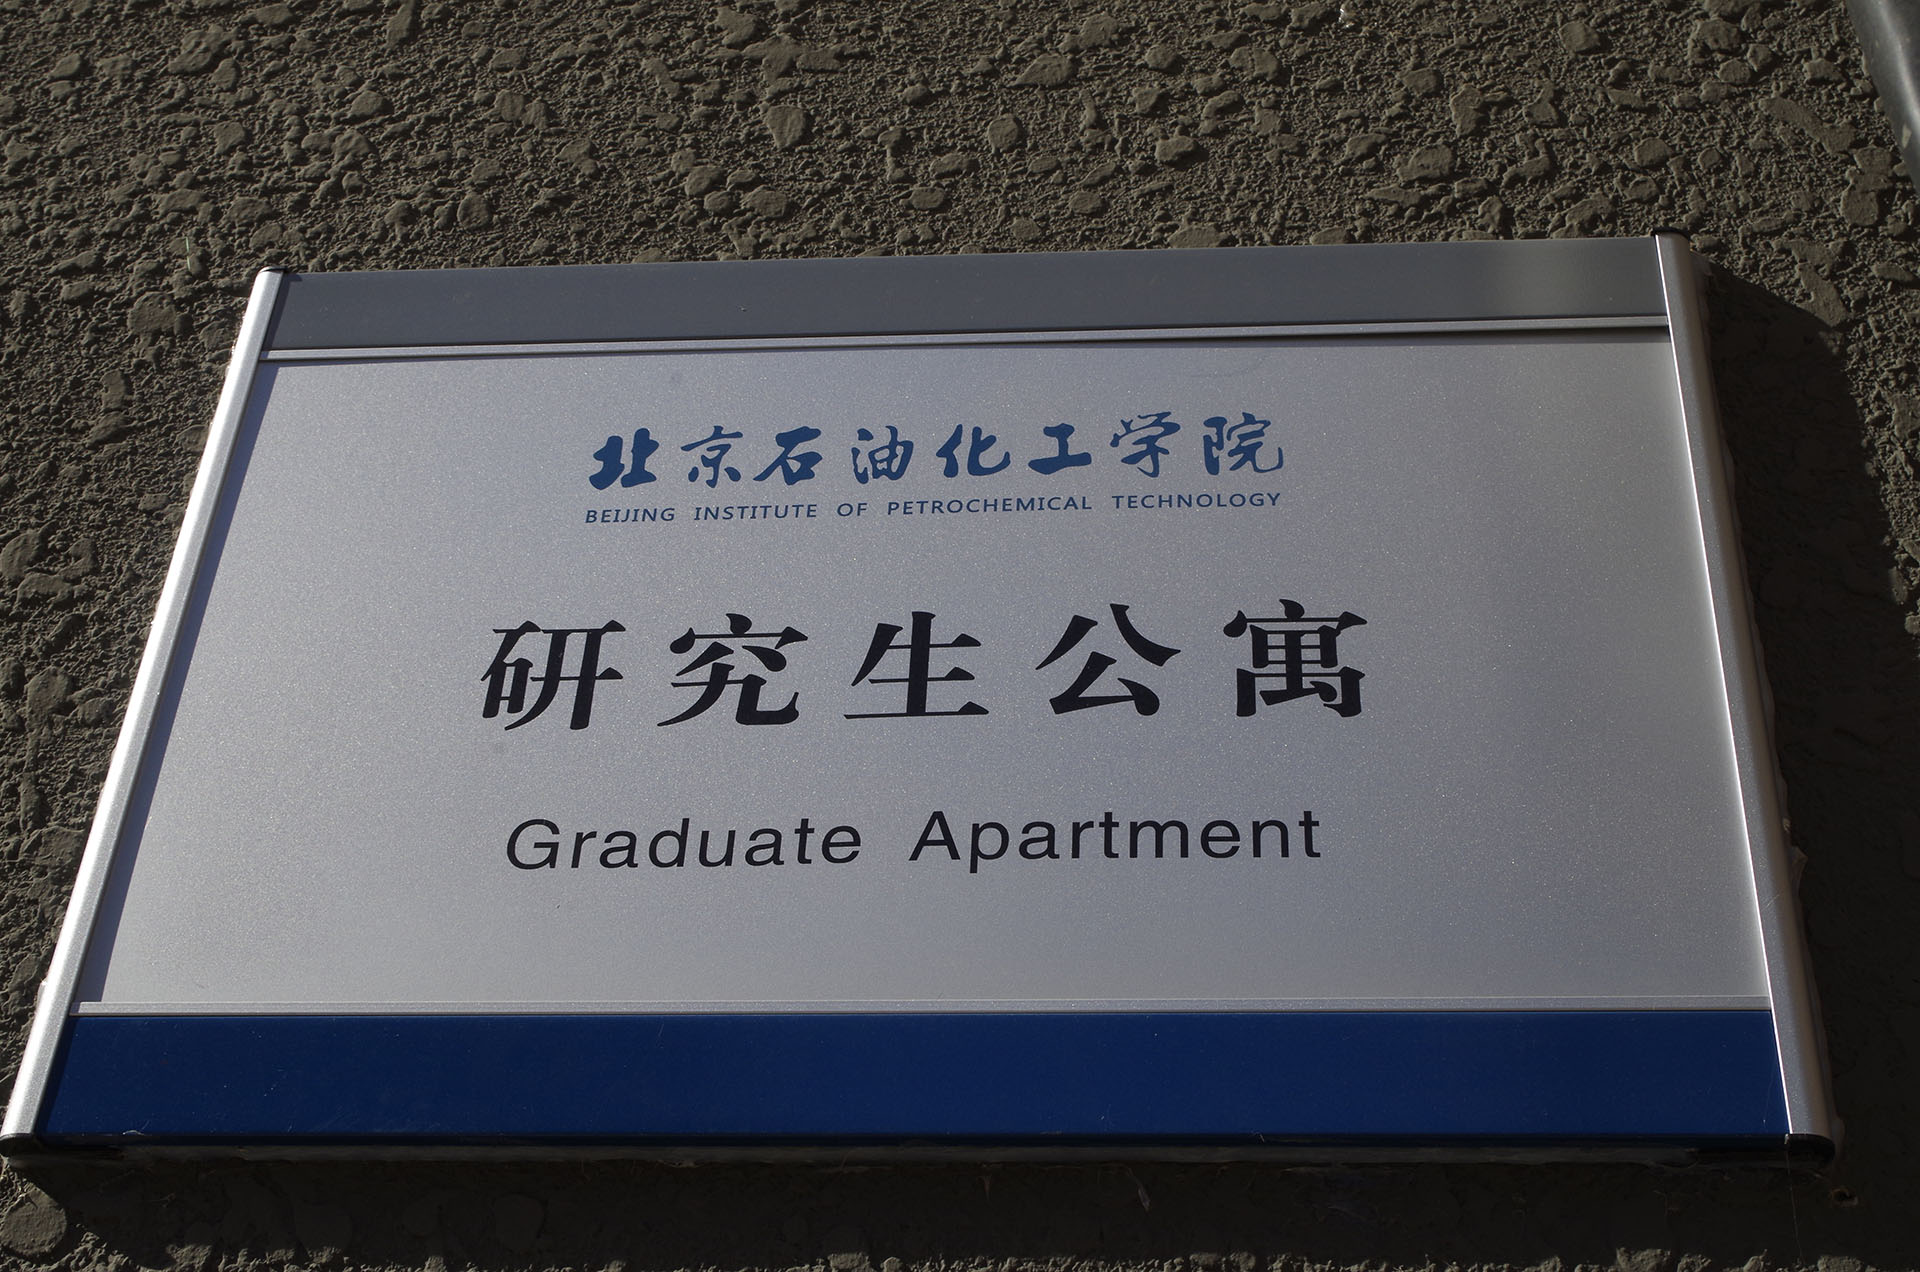 北京石油化工学院
BEIJING INSTITUTE OF PETROCHEMICAL TECHNOLOGY
研究生公寓
Graduate Apartment